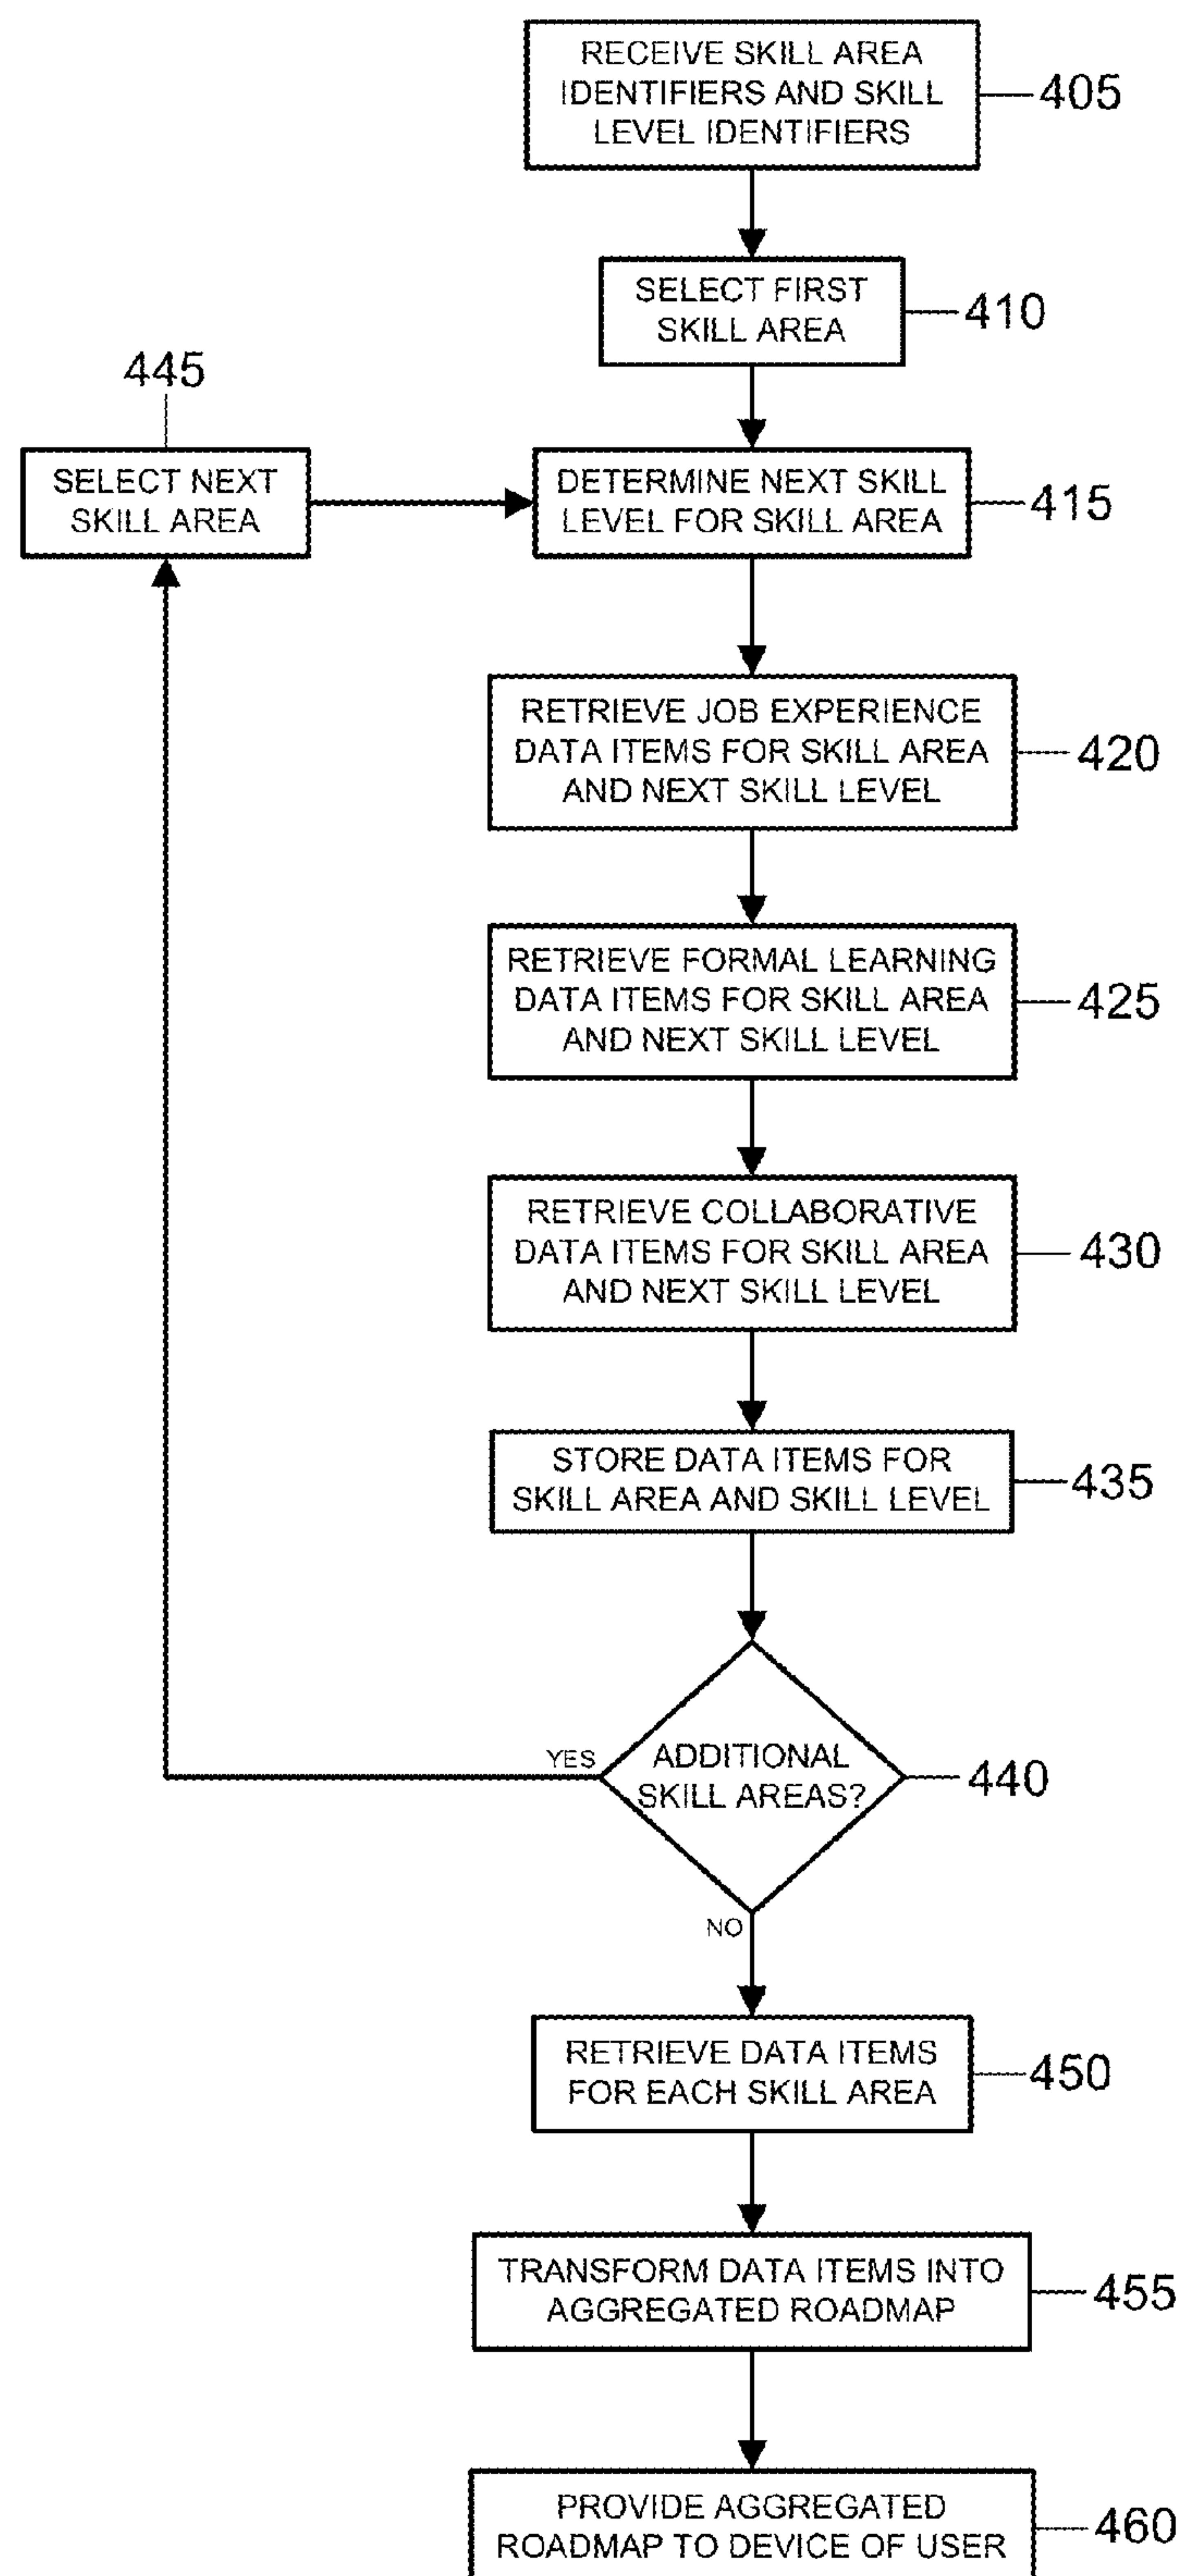 RECEIVE SKILL AREA
IDENTIFIERS AND SKILL
LEVEL IDENTIFIERS
405
SELECT FIRST
SKILL AREA
410
445
SELECT NEXT
SKILL AREA
DETERMINE NEXT SKILL
LEVEL FOR SKILL AREA
415
RETRIEVE JOB EXPERIENCE
DATA ITEMS FOR SKILL AREA
AND NEXT SKILL LEVEL
420
RETRIEVE FORMAL LEARNING
DATA ITEMS FOR SKILL AREA
AND NEXT SKILL LEVEL
425
RETRIEVE COLLABORATIVE
DATA ITEMS FOR SKILL AREA
AND NEXT SKILL LEVEL
430
STORE DATA ITEMS FOR
SKILL AREA AND SKILL LEVEL
435
YES
ADDITIONAL
SKILL AREAS?
440
NO
RETRIEVE DATA ITEMS
FOR EACH SKILL AREA
450
TRANSFORM DATA ITEMS INTO
AGGREGATED ROADMAP
455
PROVIDE AGGREGATED
ROADMAP TO DEVICE OF USER
460